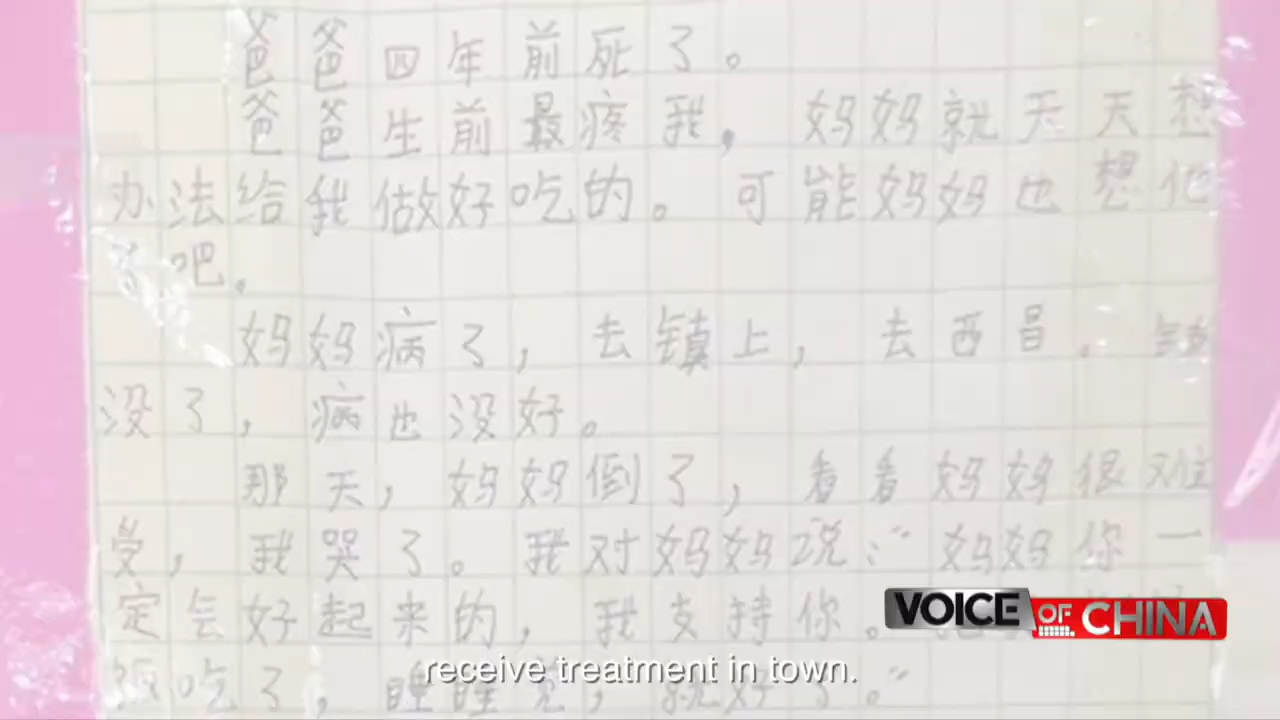 爸爸四年前死了。
爸爸生前最疼我，妈妈就天天想
办法给我做好吃的。可能妈妈也想他
了吧。
妈妈病了，去镇上，去西昌。钱
没了，病也没好。
那天，妈妈倒了，看看妈妈很难
受，我哭了。我对妈妈说：“妈妈你一
定会好起来的，我支持你。
饭吃了，睡睡觉，就好了。”
receive treatment in town.
VOICE OF CHINA